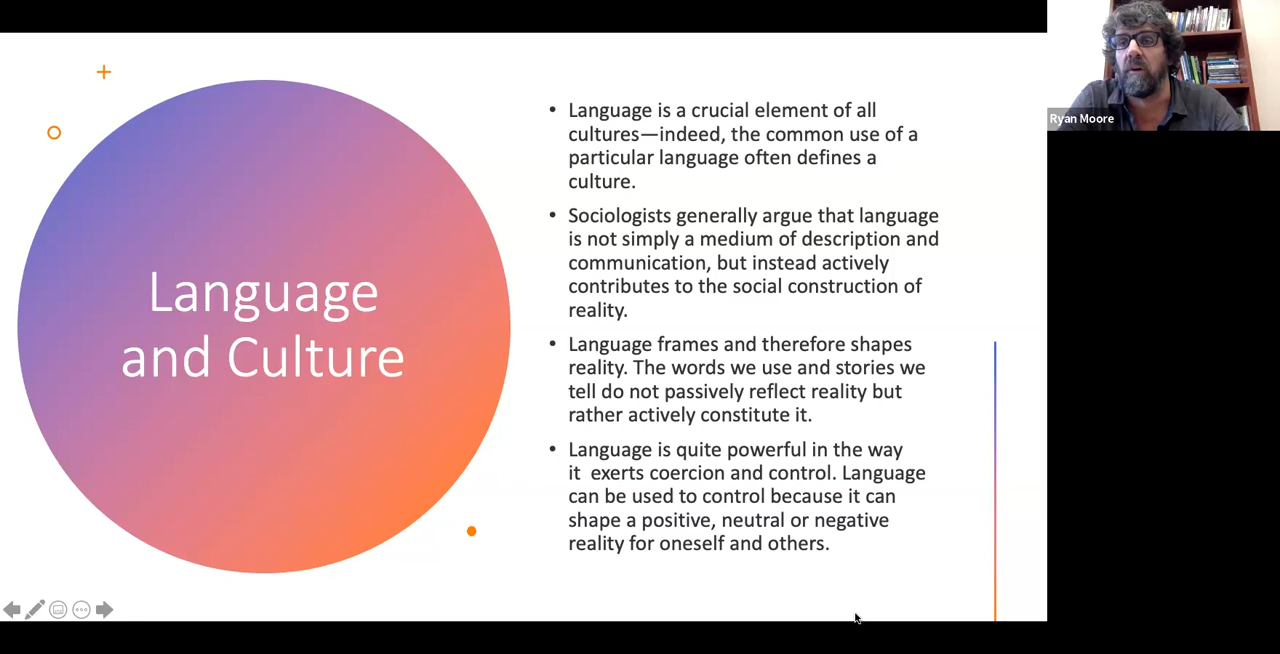 Language
and Culture
• Language is a crucial element of all
cultures—indeed, the common use of a
particular language often defines a
culture.
• Sociologists generally argue that language
is not simply a medium of description and
communication, but instead actively
contributes to the social construction of
reality.
• Language frames and therefore shapes
reality. The words we use and stories we
tell do not passively reflect reality but
rather actively constitute it.
• Language is quite powerful in the way
it  exerts coercion and control. Language
can be used to control because it can
shape a positive, neutral or negative
reality for oneself and others.
Ryan Moore